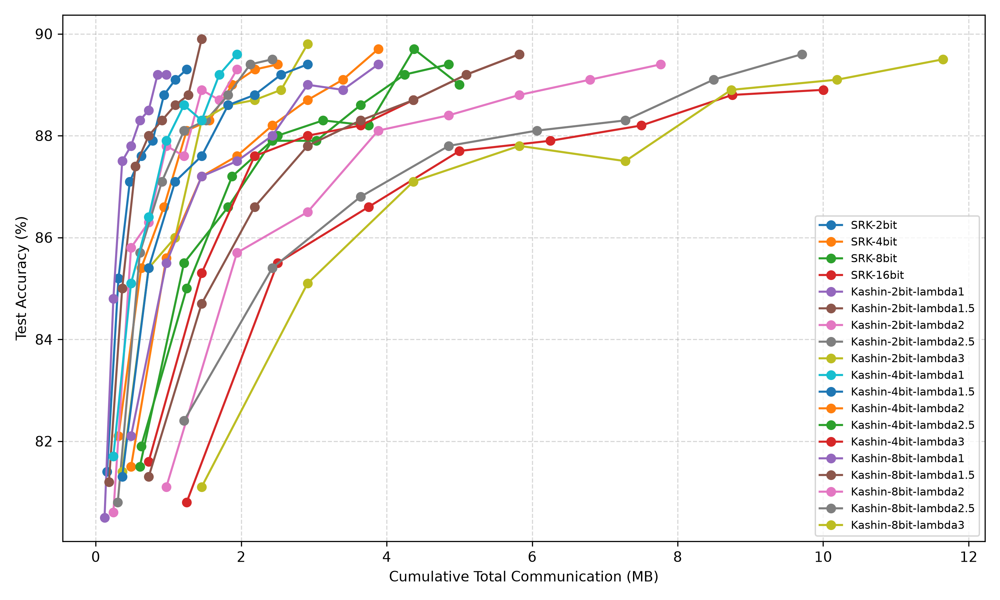 90
88
86
84
82
Test Accuracy (%)
SRK-2bit
SRK-4bit
SRK-8bit
SRK-16bit
Kashin-2bit-lambda1
Kashin-2bit-lambda1.5
Kashin-2bit-lambda2
Kashin-2bit-lambda2.5
Kashin-2bit-lambda3
Kashin-4bit-lambda1
Kashin-4bit-lambda1.5
Kashin-4bit-lambda2
Kashin-4bit-lambda2.5
Kashin-4bit-lambda3
Kashin-8bit-lambda1
Kashin-8bit-lambda1.5
Kashin-8bit-lambda2
Kashin-8bit-lambda2.5
Kashin-8bit-lambda3
0 2 4 6 8 10 12
Cumulative Total Communication (MB)